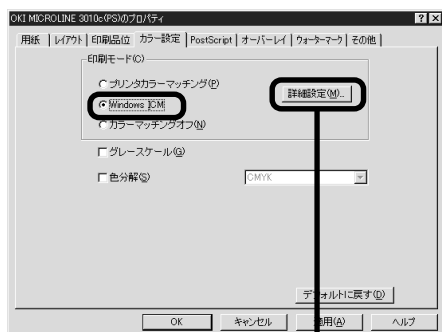 OKI MICROLINE 3010c(PS)のプロパティ
用紙 レイアウト 印刷品位 カラー設定 PostScript オーバーレイ ウォーターマーク その他
印刷モード(C)
プリンタカラーマッチング(P)
Windows ICM
詳細設定(M)...
カラーマッチングオフ(N)
グレースケール(G)
色分解(S) CMYK
デフォルトに戻す(D)
OK キャンセル 適用(A) ヘルプ